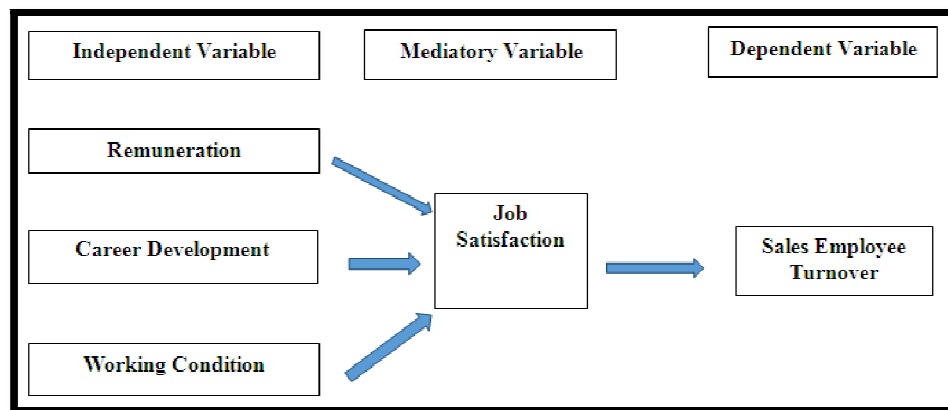 Independent Variable
Mediatory Variable
Dependent Variable
Remuneration
Job
Satisfaction
Career Development
Sales Employee
Turnover
Working Condition